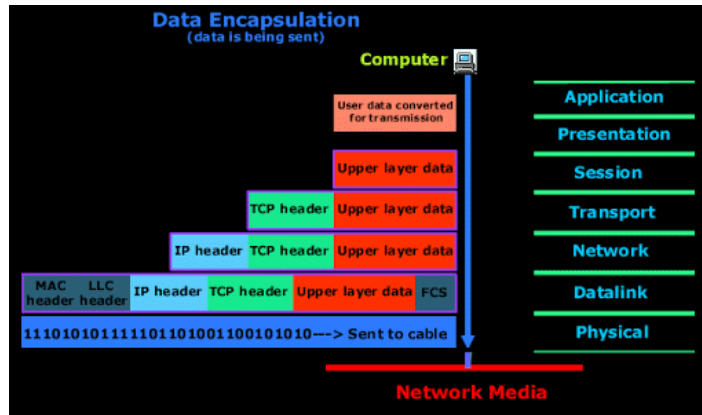 Data Encapsulation
(data is being sent)
Computer
Application
User data converted
for transmission
Presentation
Upper layer data
Session
TCP header Upper layer data
Transport
IP header TCP header Upper layer data
Network
MAC header LLC header IP header TCP header Upper layer data FCS
Datalink
11101010111110110100110010101０---> Sent to cable
Physical
Network Media